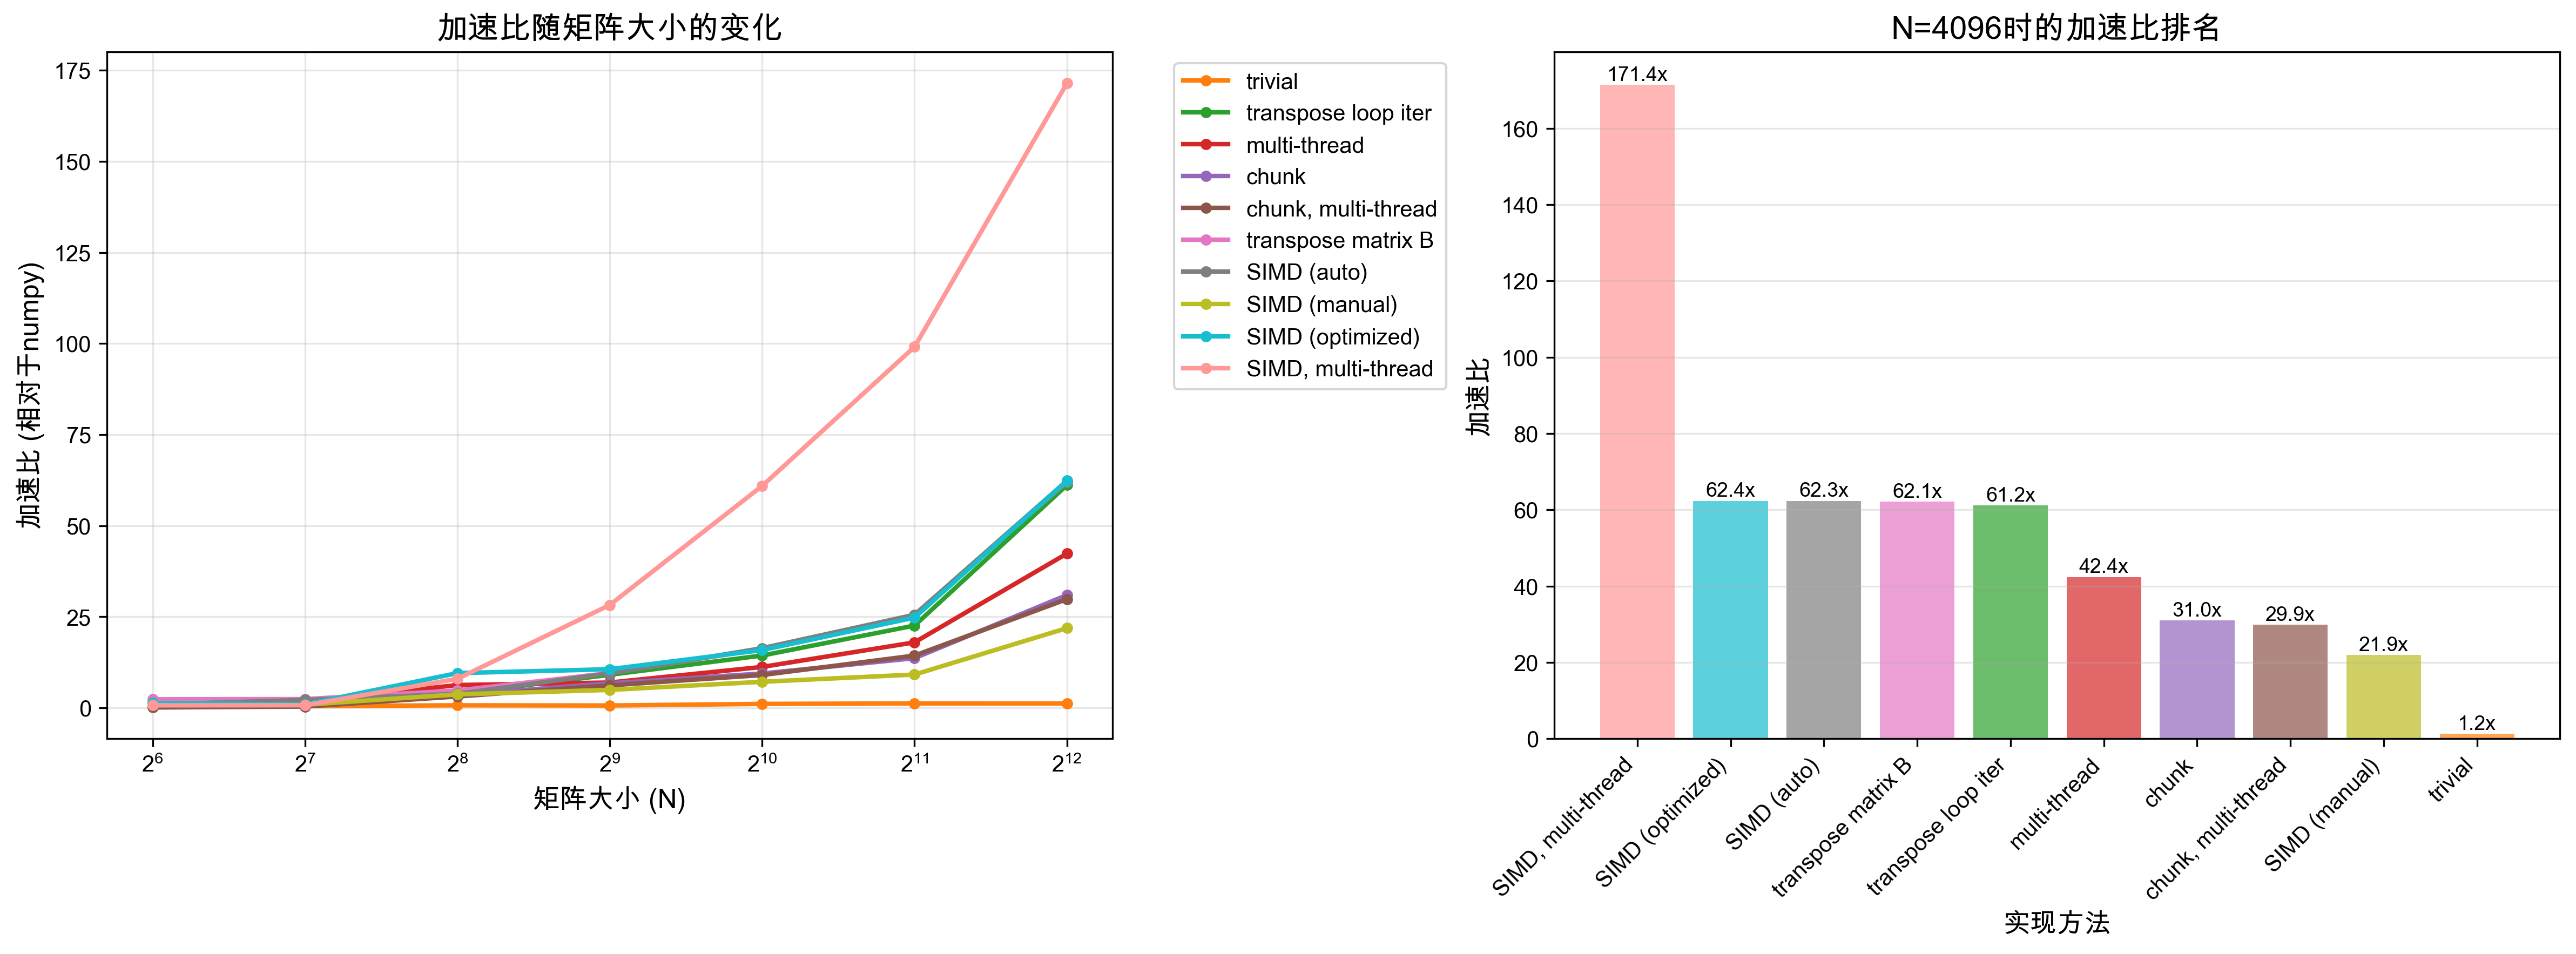 加速比随矩阵大小的变化
加速比 (相对于numpy)
175
150
125
100
75
50
25
0
2⁶
2⁷
2⁸
2⁹
2¹⁰
2¹¹
2¹²
矩阵大小 (N)
trivial
transpose loop iter
multi-thread
chunk
chunk, multi-thread
transpose matrix B
SIMD (auto)
SIMD (manual)
SIMD (optimized)
SIMD, multi-thread
N=4096时的加速比排名
加速比
160
140
120
100
80
60
40
20
0
171.4x
62.4x
62.3x
62.1x
61.2x
42.4x
31.0x
29.9x
21.9x
1.2x
SIMD, multi-thread
SIMD (optimized)
SIMD (auto)
transpose matrix B
transpose loop iter
multi-thread
chunk
chunk, multi-thread
SIMD (manual)
trivial
实现方法